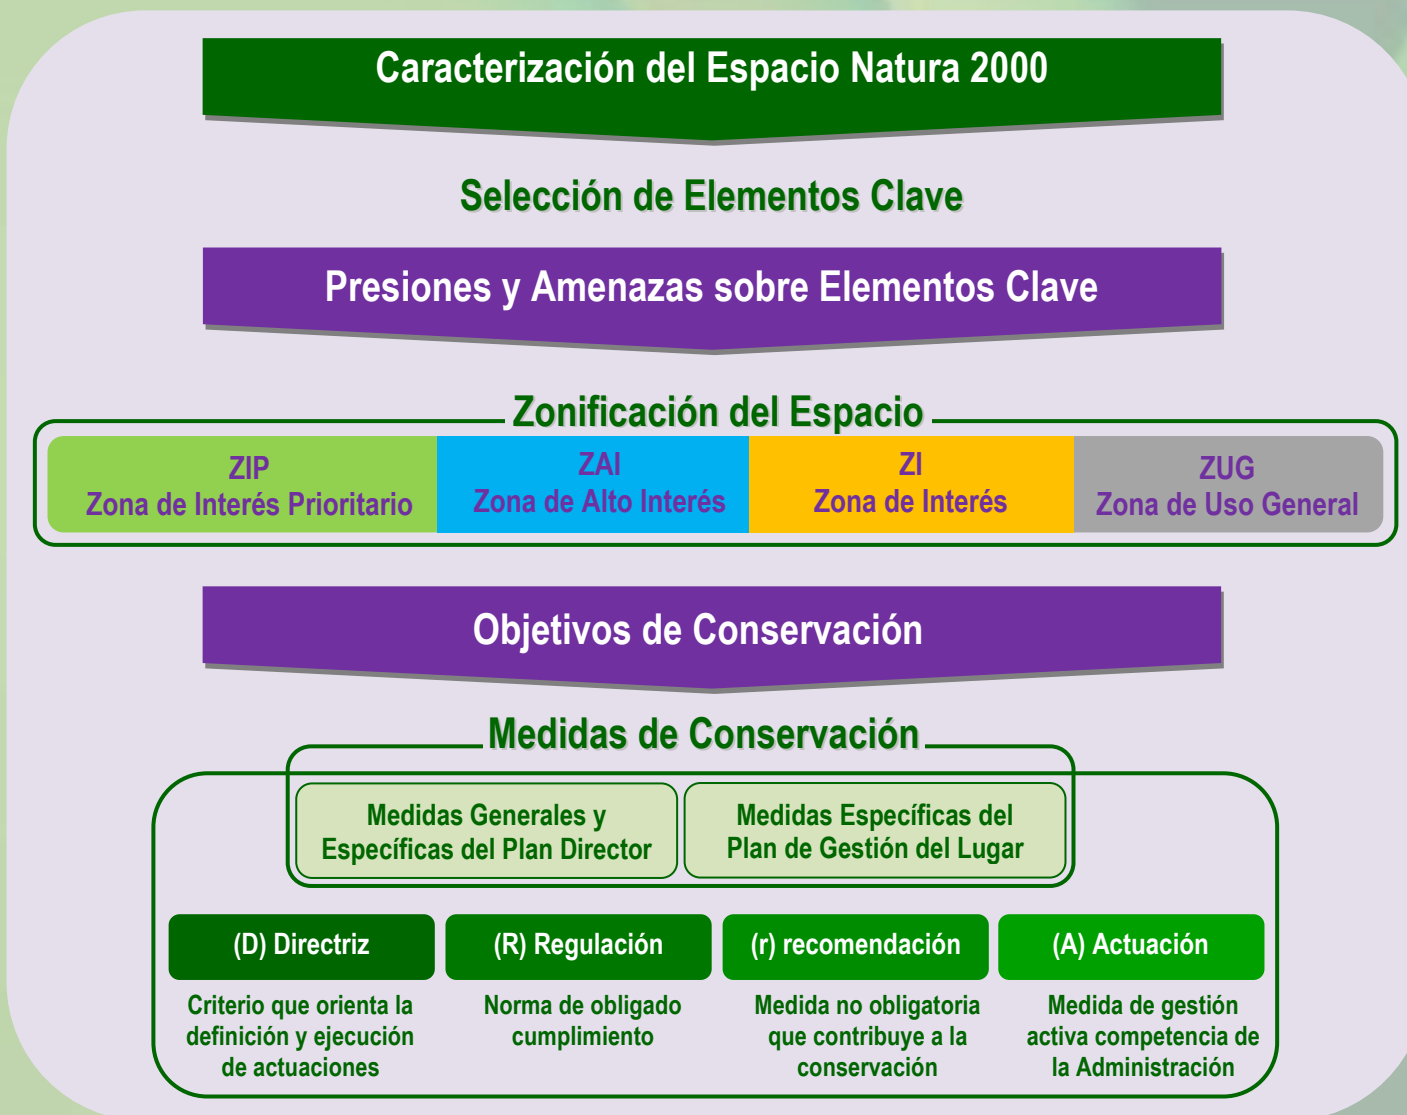 Caracterización del Espacio Natura 2000
Selección de Elementos Clave
Presiones y Amenazas sobre Elementos Clave
Zonificación del Espacio
ZIP
Zona de Interés Prioritario
ZAI
Zona de Alto Interés
ZI
Zona de Interés
ZUG
Zona de Uso General
Objetivos de Conservación
Medidas de Conservación
Medidas Generales y
Específicas del Plan Director
Medidas Específicas del
Plan de Gestión del Lugar
(D) Directriz
Criterio que orienta la
definición y ejecución
de actuaciones
(R) Regulación
Norma de obligado
cumplimiento
(r) recomendación
Medida no obligatoria
que contribuye a la
conservación
(A) Actuación
Medida de gestión
activa competencia de
la Administración